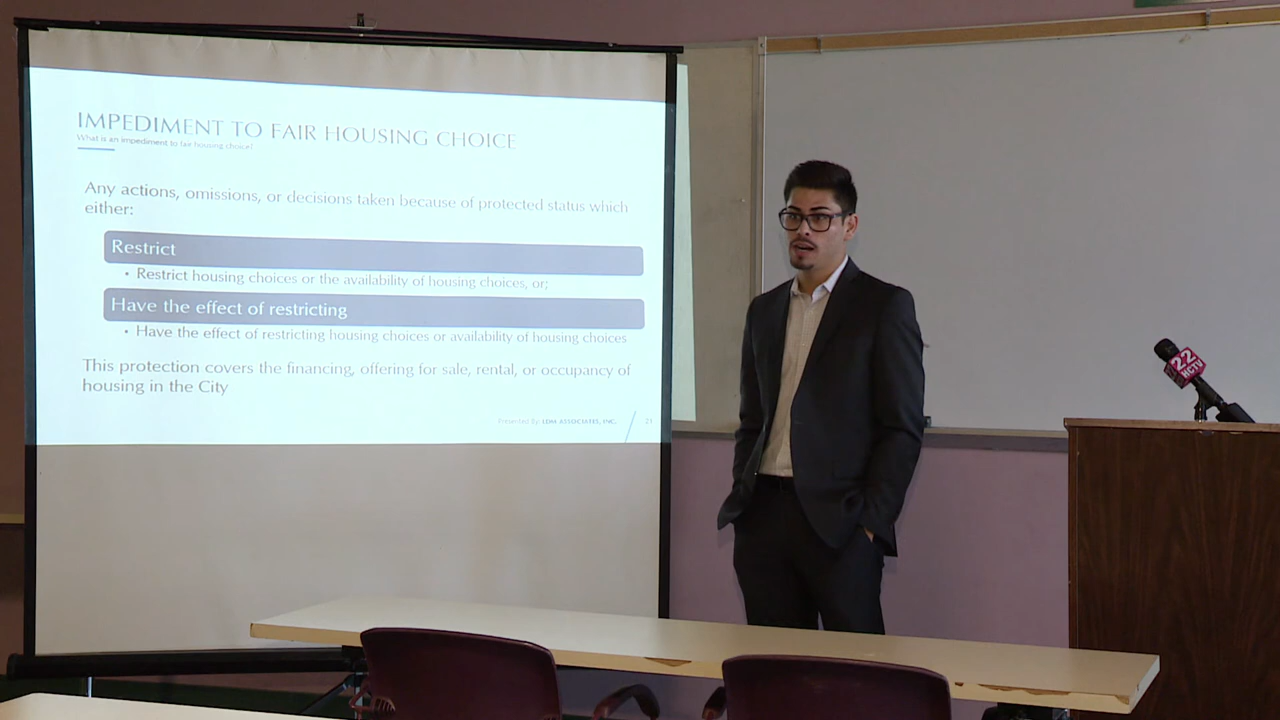 IMPEDIMENT TO FAIR HOUSING CHOICE
What is an impediment to fair housing choice?
Any actions, omissions, or decisions taken because of protected status which
either:
Restrict
• Restrict housing choices or the availability of housing choices, or;
Have the effect of restricting
• Have the effect of restricting housing choices or availability of housing choices
This protection covers the financing, offering for sale, rental, or occupancy of
housing in the City
Presented By: LDM ASSOCIATES, INC.
21
22
KCTV